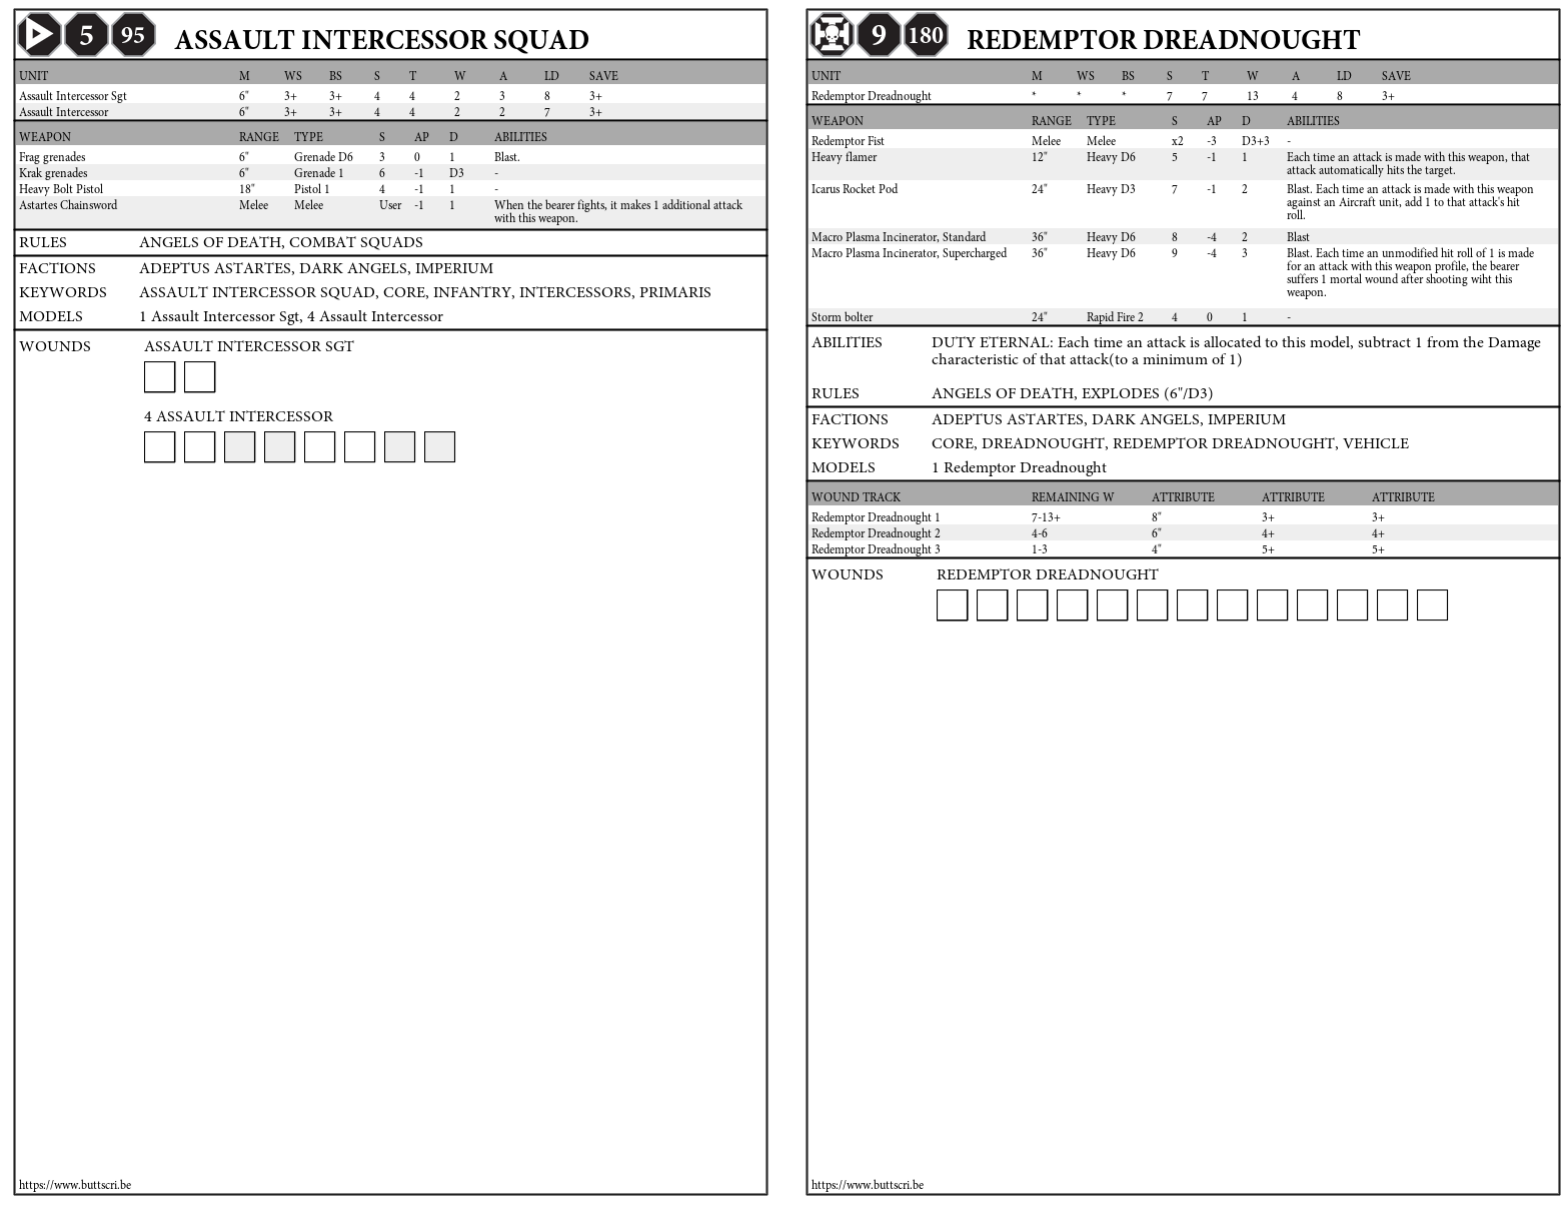 5 95 ASSAULT INTERCESSOR SQUAD
UNIT M WS BS S T W A LD SAVE
Assault Intercessor Sgt 6" 3+ 3+ 4 4 2 3 8 3+
Assault Intercessor 6" 3+ 3+ 4 4 2 2 7 3+
WEAPON RANGE TYPE S AP D ABILITIES
Frag grenades 6" Grenade D6 3 0 1 Blast.
Krak grenades 6" Grenade 1 6 -1 D3 -
Heavy Bolt Pistol 18" Pistol 1 4 -1 1 -
Astartes Chainsword Melee Melee User -1 1 When the bearer fights, it makes 1 additional attack
with this weapon.
RULES ANGELS OF DEATH, COMBAT SQUADS
FACTIONS ADEPTUS ASTARTES, DARK ANGELS, IMPERIUM
KEYWORDS ASSAULT INTERCESSOR SQUAD, CORE, INFANTRY, INTERCESSORS, PRIMARIS
MODELS 1 Assault Intercessor Sgt, 4 Assault Intercessor
WOUNDS ASSAULT INTERCESSOR SGT
4 ASSAULT INTERCESSOR
https://www.buttscri.be
9 180 REDEMPTOR DREADNOUGHT
UNIT M WS BS S T W A LD SAVE
Redemptor Dreadnought * * * 7 7 13 4 8 3+
WEAPON RANGE TYPE S AP D ABILITIES
Redemptor Fist Melee Melee x2 -3 D3+3 -
Heavy flamer 12" Heavy D6 5 -1 1 Each time an attack is made with this weapon, that
attack automatically hits the target.
Icarus Rocket Pod 24" Heavy D3 7 -1 2 Blast. Each time an attack is made with this weapon
against an Aircraft unit, add 1 to that attack's hit
roll.
Macro Plasma Incinerator, Standard 36" Heavy D6 8 -4 2 Blast
Macro Plasma Incinerator, Supercharged 36" Heavy D6 9 -4 3 Blast. Each time an unmodified hit roll of 1 is made
for an attack with this weapon profile, the bearer
suffers 1 mortal wound after shooting wiht this
weapon.
Storm bolter 24" Rapid Fire 2 4 0 1 -
ABILITIES DUTY ETERNAL: Each time an attack is allocated to this model, subtract 1 from the Damage
characteristic of that attack(to a minimum of 1)
RULES ANGELS OF DEATH, EXPLODES (6"/D3)
FACTIONS ADEPTUS ASTARTES, DARK ANGELS, IMPERIUM
KEYWORDS CORE, DREADNOUGHT, REDEMPTOR DREADNOUGHT, VEHICLE
MODELS 1 Redemptor Dreadnought
WOUND TRACK REMAINING W ATTRIBUTE ATTRIBUTE ATTRIBUTE
Redemptor Dreadnought 1 7-13+ 8" 3+ 3+
Redemptor Dreadnought 2 4-6 6" 4+ 4+
Redemptor Dreadnought 3 1-3 4" 5+ 5+
WOUNDS REDEMPTOR DREADNOUGHT
https://www.buttscri.be